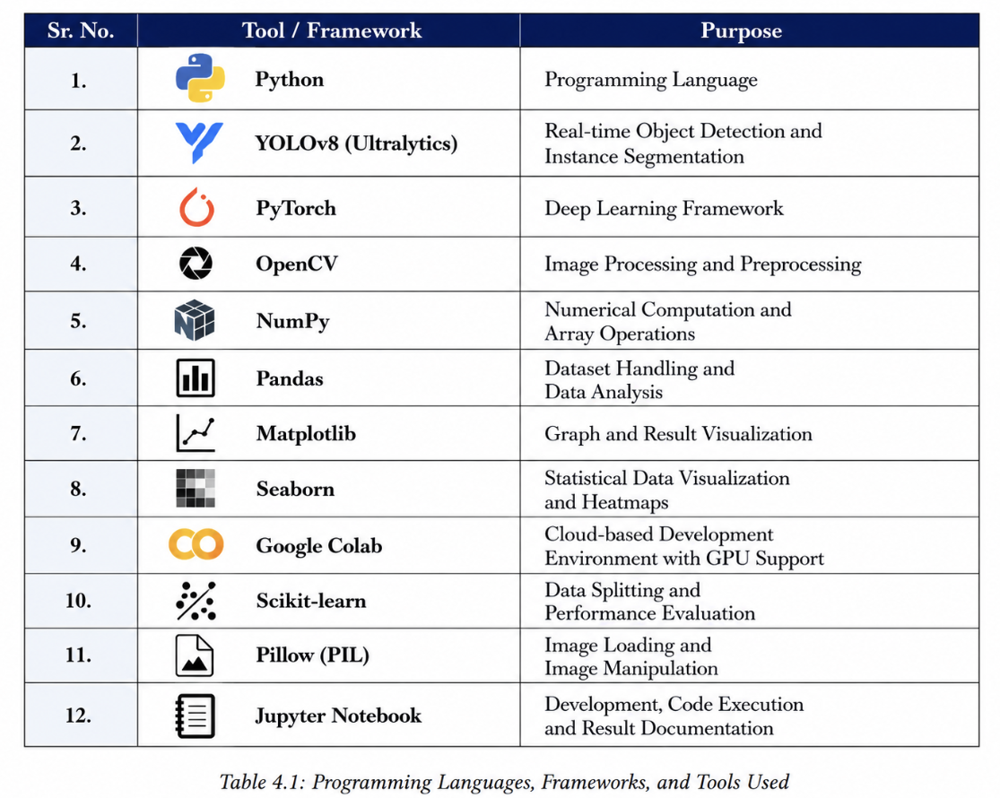 Sr. No. Tool / Framework Purpose
1. Python Programming Language
2. YOLOv8 (Ultralytics) Real-time Object Detection and
Instance Segmentation
3. PyTorch Deep Learning Framework
4. OpenCV Image Processing and Preprocessing
5. NumPy Numerical Computation and
Array Operations
6. Pandas Dataset Handling and
Data Analysis
7. Matplotlib Graph and Result Visualization
8. Seaborn Statistical Data Visualization
and Heatmaps
9. Google Colab Cloud-based Development
Environment with GPU Support
10. Scikit-learn Data Splitting and
Performance Evaluation
11. Pillow (PIL) Image Loading and
Image Manipulation
12. Jupyter Notebook Development, Code Execution
and Result Documentation
Table 4.1: Programming Languages, Frameworks, and Tools Used